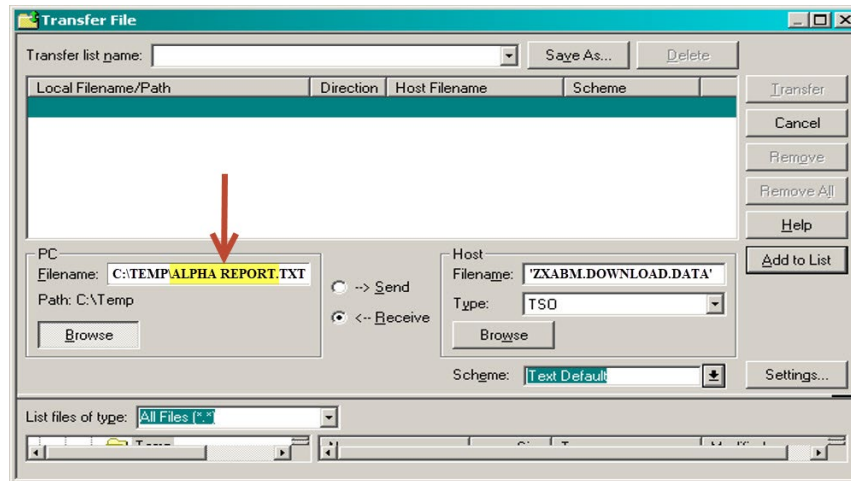 Transfer File
Transfer list name:
Save As...
Delete
Local Filename/Path Direction Host Filename Scheme
Transfer
Cancel
Remove
Remove All
Help
Add to List
PC
Filename: C:\TEMP\ALPHA REPORT.TXT
Path: C:\Temp
Browse
--> Send
<-- Receive
Host
Filename: 'ZXABM.DOWNLOAD.DATA'
Type: TSO
Browse
Scheme: Text Default
Settings...
List files of type: All Files (*.*)
Temp